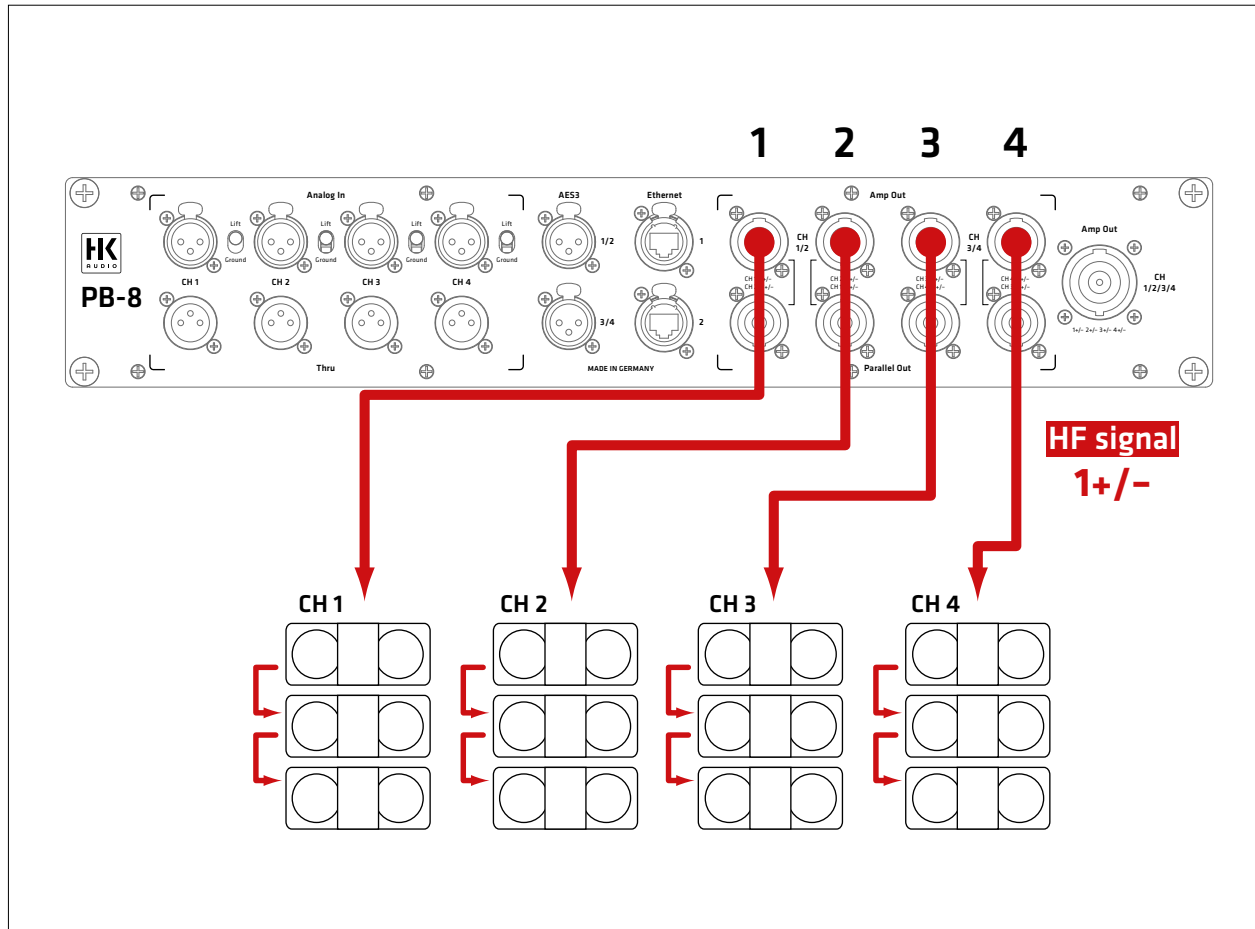 1 2 3 4
Analog In AES3 Ethernet Amp Out
Lift Lift Lift Lift
Amp Out
HK
AUDIO
1/2 1
CH CH
1/2 3/4
Ground Ground Ground Ground
CH
1/2/3/4
PB-8
CH 1 CH 2 CH 3 CH 4
3/4 2
1+/- 2+/- 3+/- 4+/-
Thru MADE IN GERMANY Parallel Out
HF signal
1+/-
CH 1 CH 2 CH 3 CH 4